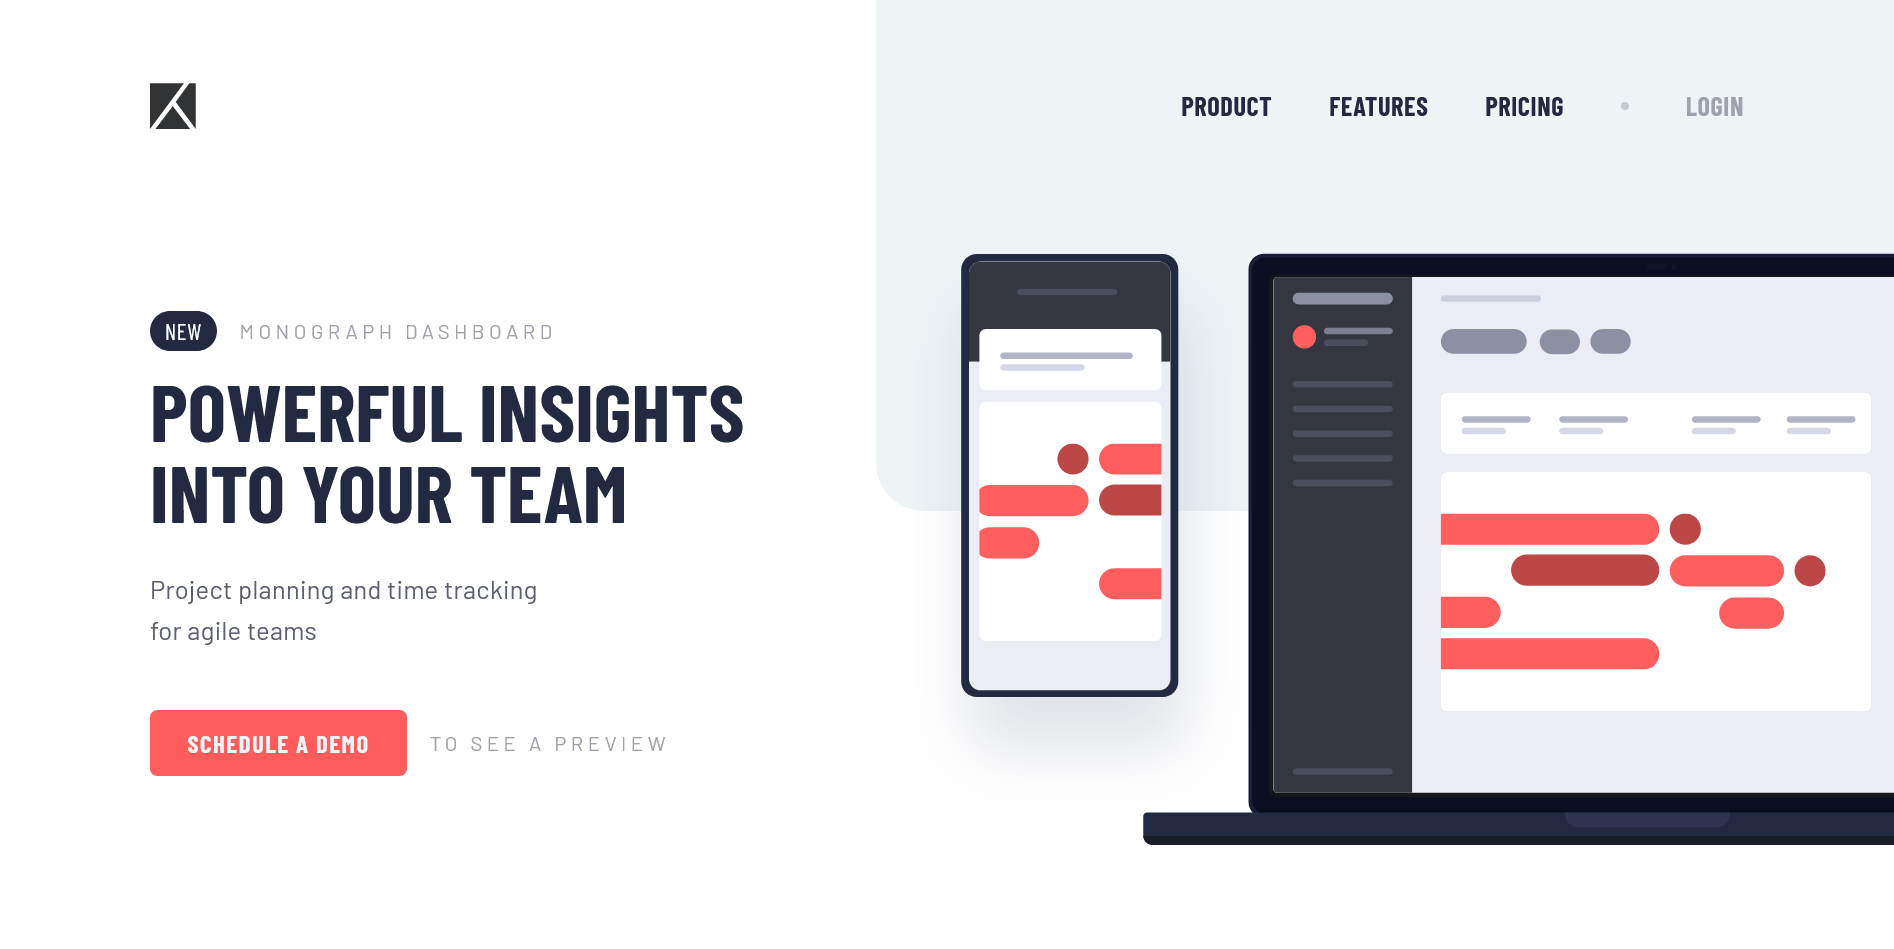 PRODUCT FEATURES PRICING LOGIN
NEW MONOGRAPH DASHBOARD
POWERFUL INSIGHTS
INTO YOUR TEAM
Project planning and time tracking
for agile teams
SCHEDULE A DEMO TO SEE A PREVIEW